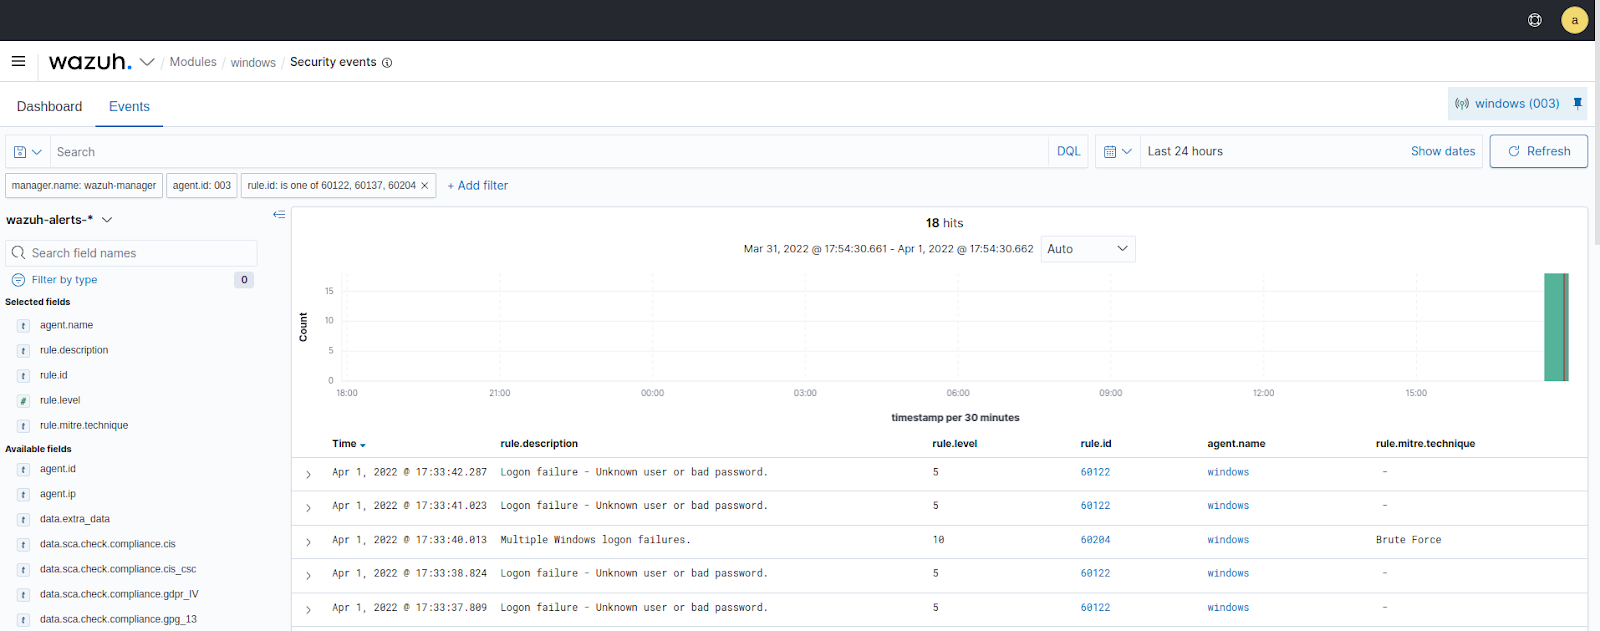 a
wazuh. / Modules / windows / Security events
Dashboard Events windows (003)
Search DQL Last 24 hours Show dates Refresh
manager.name: wazuh-manager agent.id: 003 rule.id: is one of 60122, 60137, 60204 × + Add filter
wazuh-alerts-*
Search field names
Filter by type 0
Selected fields
t agent.name
t rule.description
t rule.id
# rule.level
t rule.mitre.technique
Available fields
t agent.id
t agent.ip
t data.extra_data
t data.sca.check.compliance.cis
t data.sca.check.compliance.cis_csc
t data.sca.check.compliance.gdpr_IV
t data.sca.check.compliance.gpg_13
18 hits
Mar 31, 2022 @ 17:54:30.661 - Apr 1, 2022 @ 17:54:30.662 Auto
Count
15
10
5
0
18:00 21:00 00:00 03:00 06:00 09:00 12:00 15:00
timestamp per 30 minutes
Time rule.description rule.level rule.id agent.name rule.mitre.technique
Apr 1, 2022 @ 17:33:42.287 Logon failure - Unknown user or bad password. 5 60122 windows -
Apr 1, 2022 @ 17:33:41.023 Logon failure - Unknown user or bad password. 5 60122 windows -
Apr 1, 2022 @ 17:33:40.013 Multiple Windows logon failures. 10 60204 windows Brute Force
Apr 1, 2022 @ 17:33:38.824 Logon failure - Unknown user or bad password. 5 60122 windows -
Apr 1, 2022 @ 17:33:37.809 Logon failure - Unknown user or bad password. 5 60122 windows -